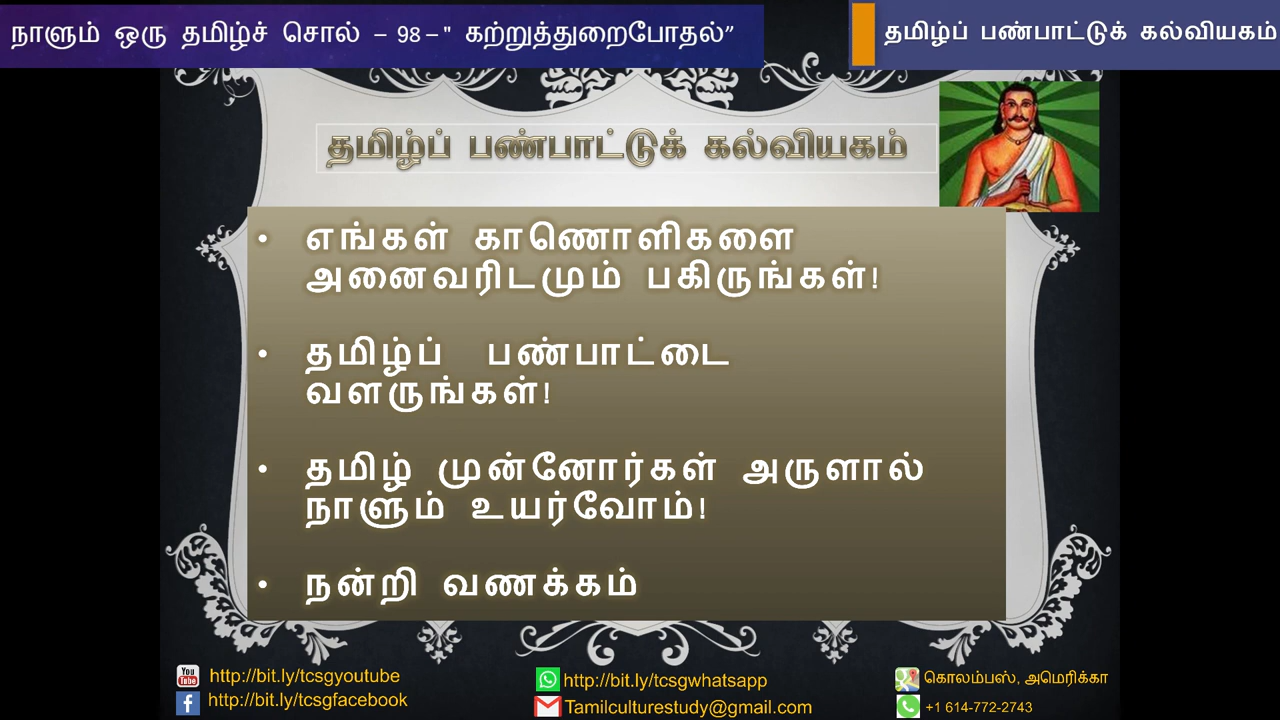 நாளும் ஒரு தமிழ்ச் சொல் – 98 –" கற்றுத்துறைபோதல்”
தமிழ்ப் பண்பாட்டுக் கல்வியகம்
தமிழ்ப் பண்பாட்டுக் கல்வியகம்
• எங்கள் காணொளிகளை
அனைவரிடமும் பகிருங்கள்!
• தமிழ்ப் பண்பாட்டை
வளருங்கள்!
• தமிழ் முன்னோர்கள் அருளால்
நாளும் உயர்வோம்!
• நன்றி வணக்கம்
You Tube http://bit.ly/tcsgyoutube
http://bit.ly/tcsgfacebook
http://bit.ly/tcsgwhatsapp
Tamilculturestudy@gmail.com
கொலம்பஸ், அமெரிக்கா
+1 614-772-2743